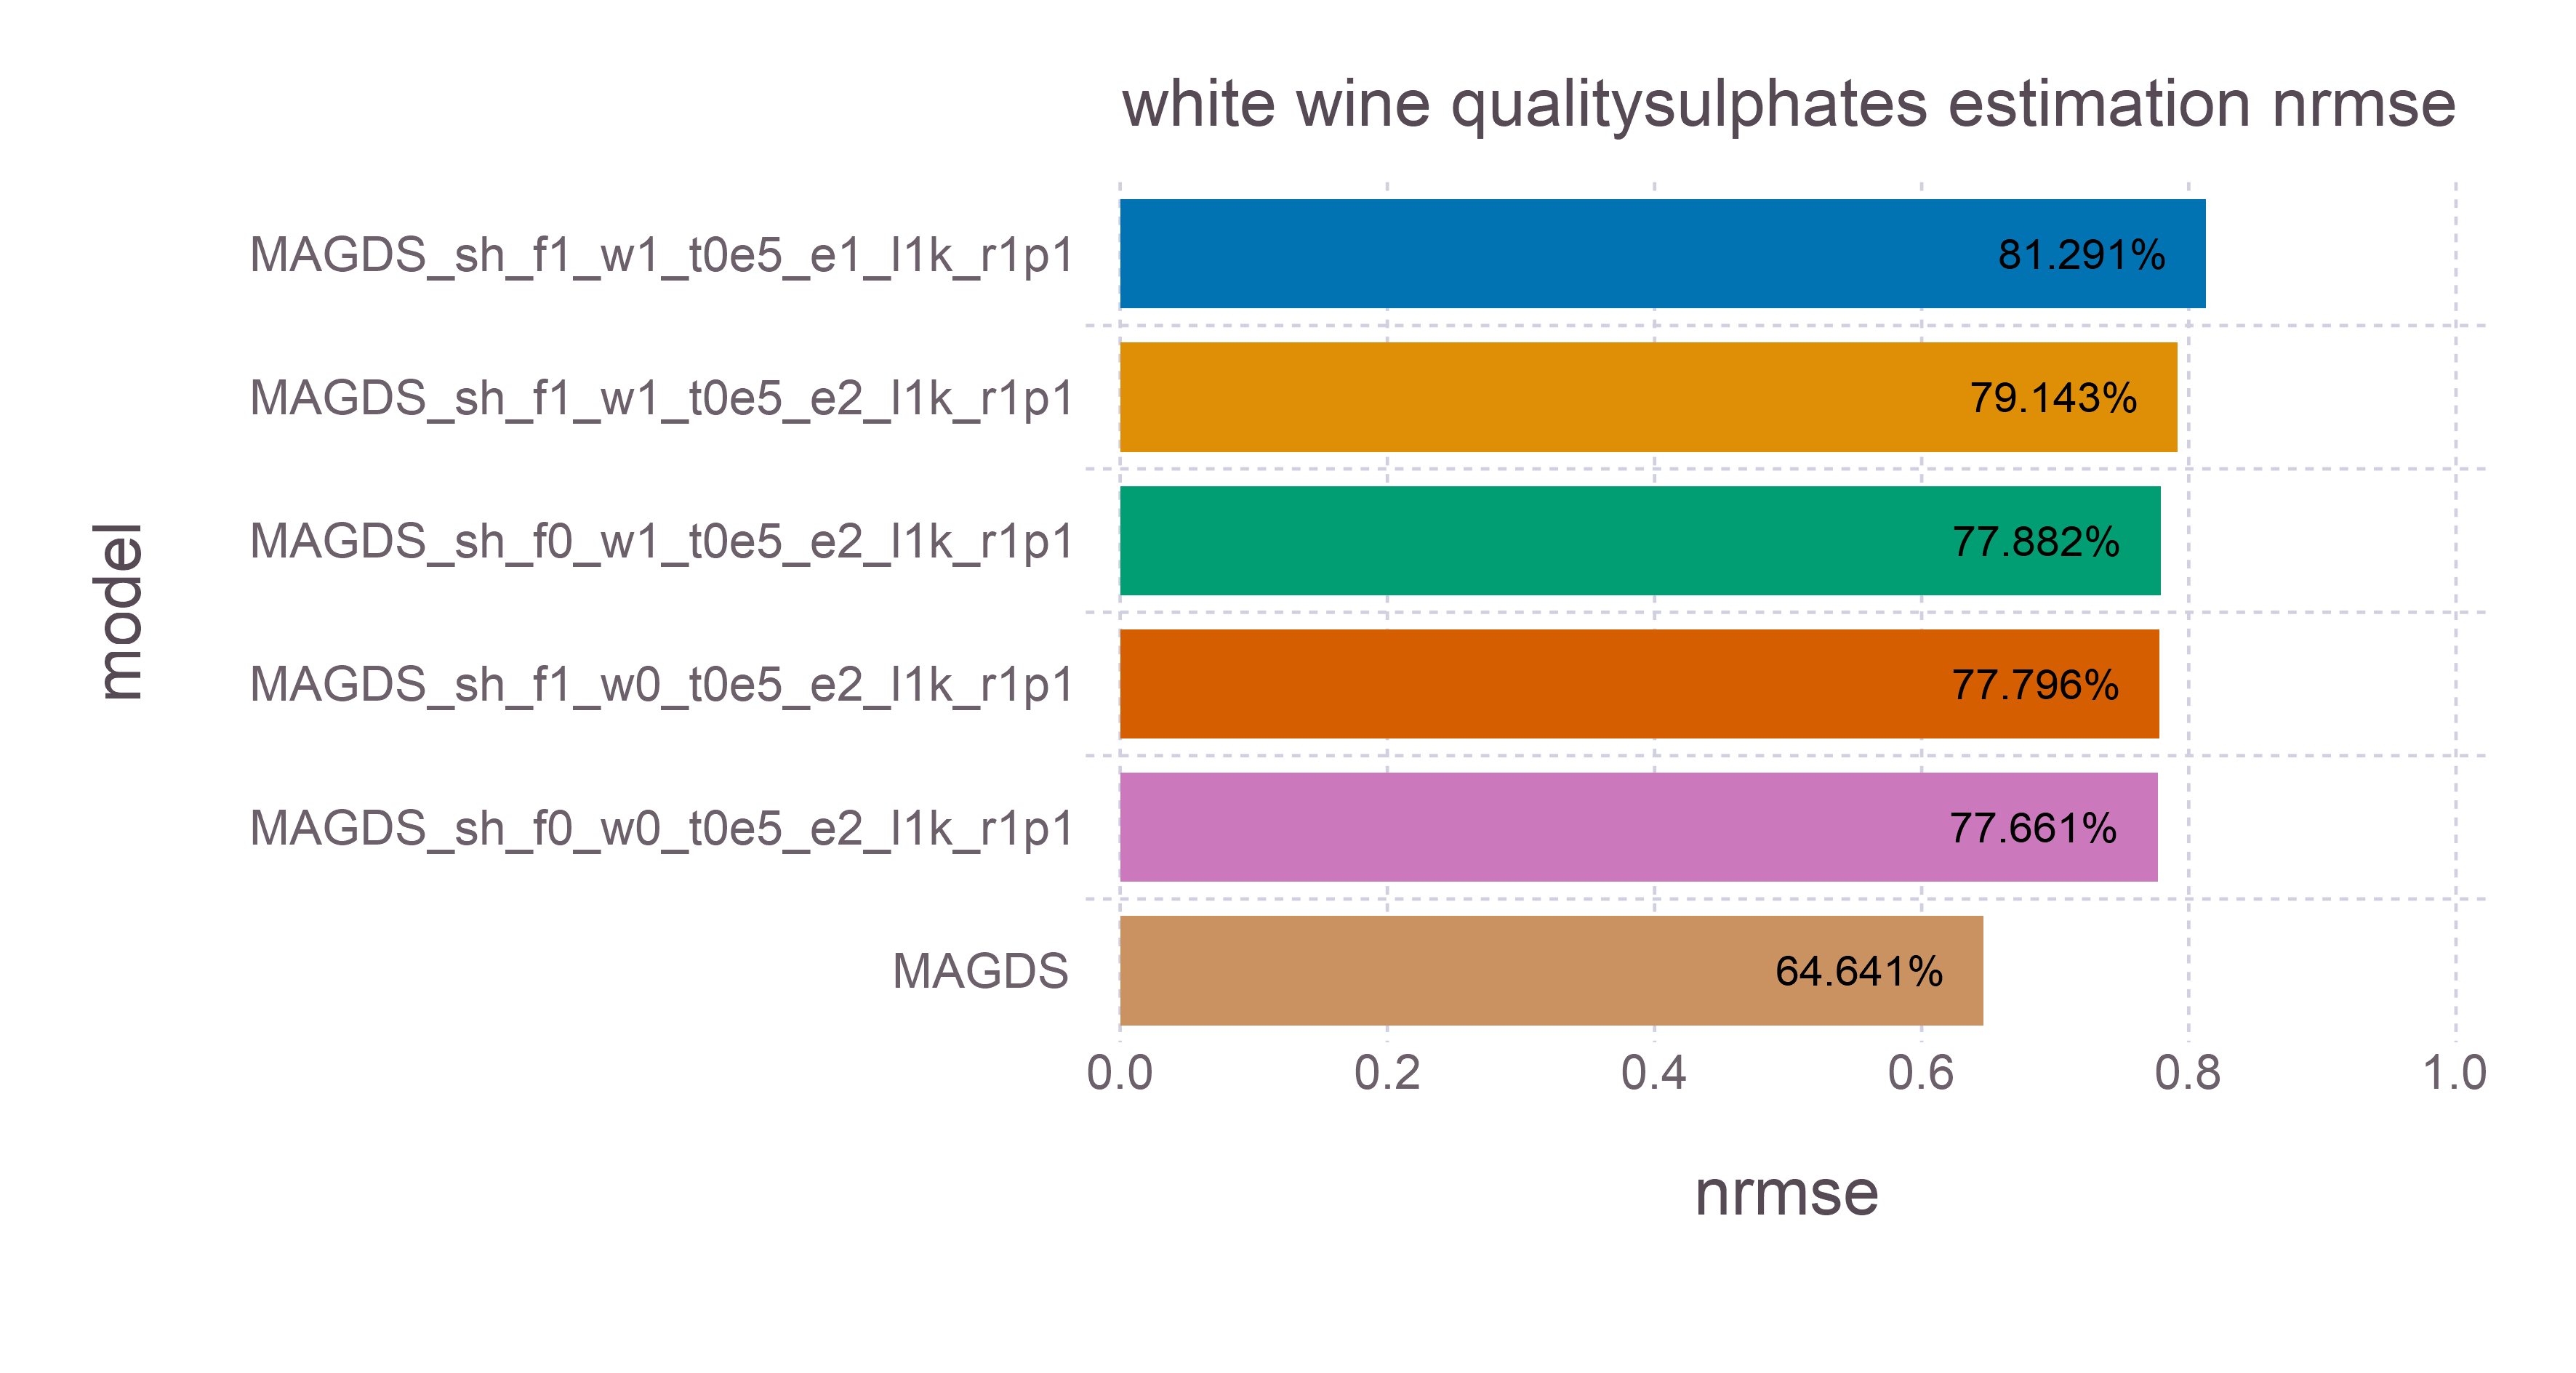 white wine qualitysulphates estimation nrmse
model
MAGDS_sh_f1_w1_t0e5_e1_l1k_r1p1
81.291%
MAGDS_sh_f1_w1_t0e5_e2_l1k_r1p1
79.143%
MAGDS_sh_f0_w1_t0e5_e2_l1k_r1p1
77.882%
MAGDS_sh_f1_w0_t0e5_e2_l1k_r1p1
77.796%
MAGDS_sh_f0_w0_t0e5_e2_l1k_r1p1
77.661%
MAGDS
64.641%
0.0 0.2 0.4 0.6 0.8 1.0
nrmse